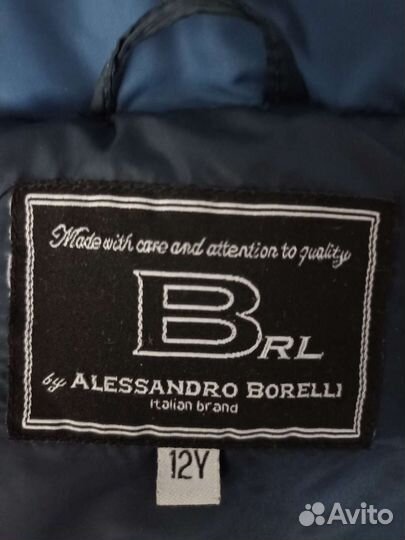 Made with care and attention to quality
BRL
by ALESSANDRO BORELLI
Italian brand
12Y
Avito